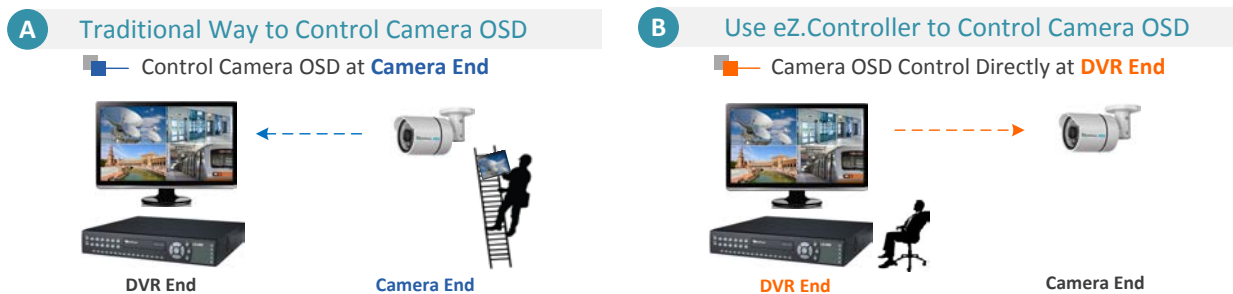 A
Traditional Way to Control Camera OSD
Control Camera OSD at Camera End
DVR End
Camera End
B
Use eZ.Controller to Control Camera OSD
Camera OSD Control Directly at DVR End
DVR End
Camera End